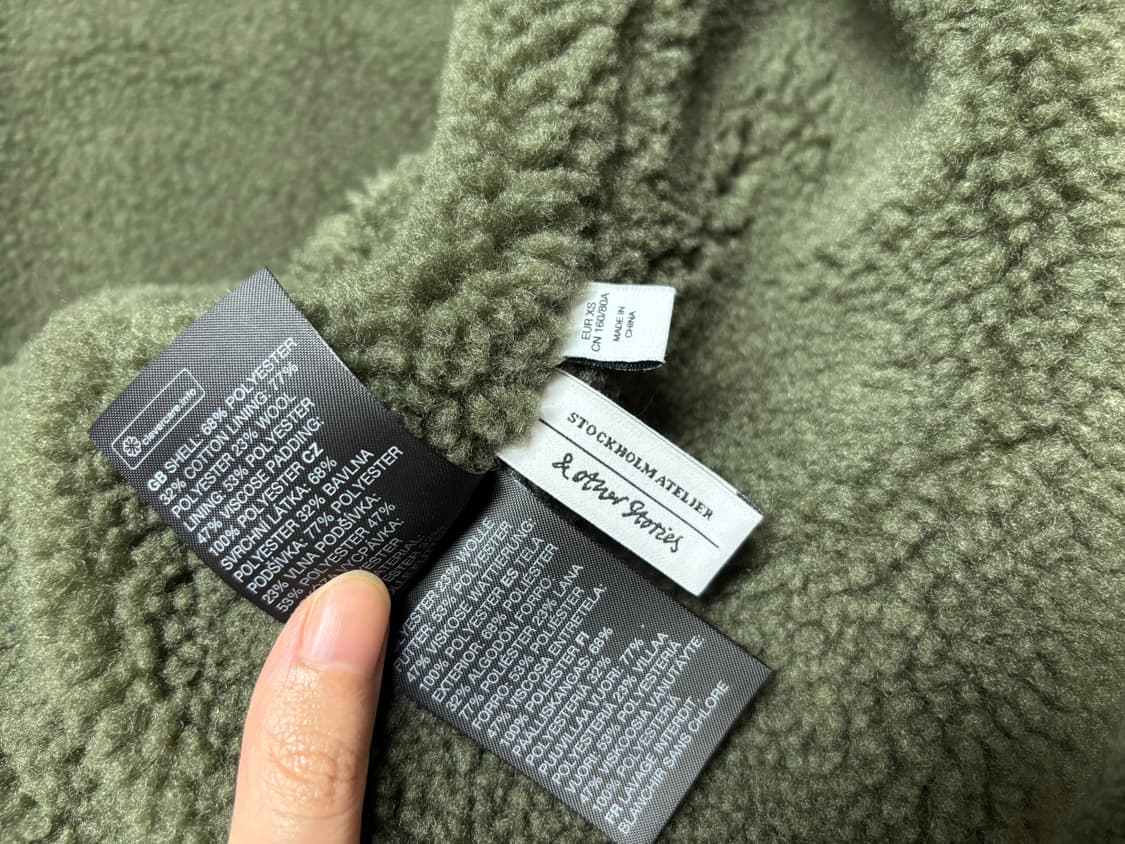 clevercare.info
GB SHELL 68% POLYESTER
32% COTTON LINING: 77%
POLYESTER 23% WOOL
LINING 53% POLYESTER
47% VISCOSE PADDING:
100% POLYESTER CZ
SVRCHNÍ LÁTKA: 68%
POLYESTER 32% BAVLNA
PODŠÍVKA: 77% POLYESTER
23% VLNA PODŠÍVKA:
53% POLYESTER 47%
EUR XS
CN 160/80A
MADE IN
CHINA
STOCKHOLM ATELIER
& other Stories
23% WOLLE
53% POLYESTER
47% VISKOSE WATTIERUNG:
100% POLYESTER ES TELA
EXTERIOR 68% POLIÉSTER
32% ALGODÓN FORRO:
77% POLIÉSTER 23% LANA
FORRO: 53% POLIÉSTER
47% VISCOSA ENTRETELA:
100% POLIÉSTER FI
PÄÄLLISKANGAS 68%
POLYESTERIA 32%
PUUVILLAA VUORI: 77%
POLYESTERIA 23% VILLAA
VUORI 53% POLYESTERIA
47% VISKOOSIA VANUTÄYTE:
100% POLYESTERIA
FR LAVAGE INTERDIT
BLANCHIR SANS CHLORE